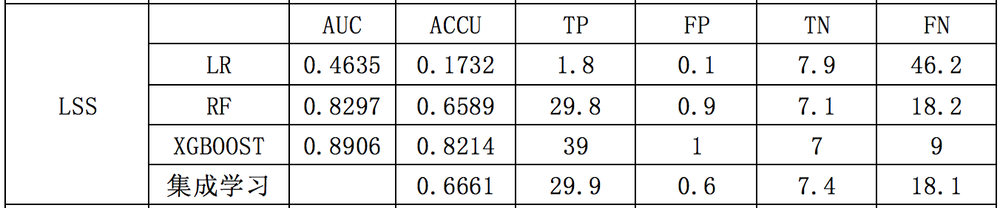 AUC ACCU TP FP TN FN
LR 0.4635 0.1732 1.8 0.1 7.9 46.2
LSS RF 0.8297 0.6589 29.8 0.9 7.1 18.2
XGBOOST 0.8906 0.8214 39 1 7 9
集成学习 0.6661 29.9 0.6 7.4 18.1